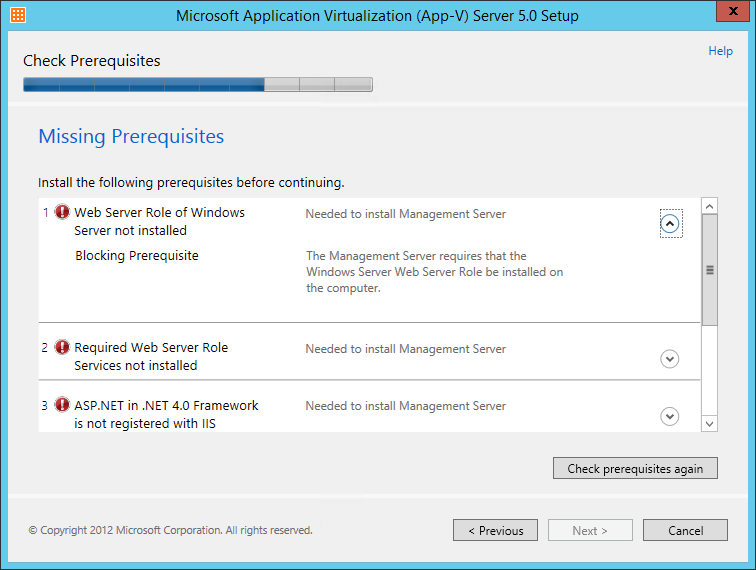 Microsoft Application Virtualization (App-V) Server 5.0 Setup
x
Help
Check Prerequisites
Missing Prerequisites
Install the following prerequisites before continuing.
1 Web Server Role of Windows
Server not installed
Needed to install Management Server
Blocking Prerequisite
The Management Server requires that the
Windows Server Web Server Role be installed on
the computer.
2 Required Web Server Role
Services not installed
Needed to install Management Server
3 ASP.NET in .NET 4.0 Framework
is not registered with IIS
Needed to install Management Server
Check prerequisites again
© Copyright 2012 Microsoft Corporation. All rights reserved.
< Previous
Next >
Cancel